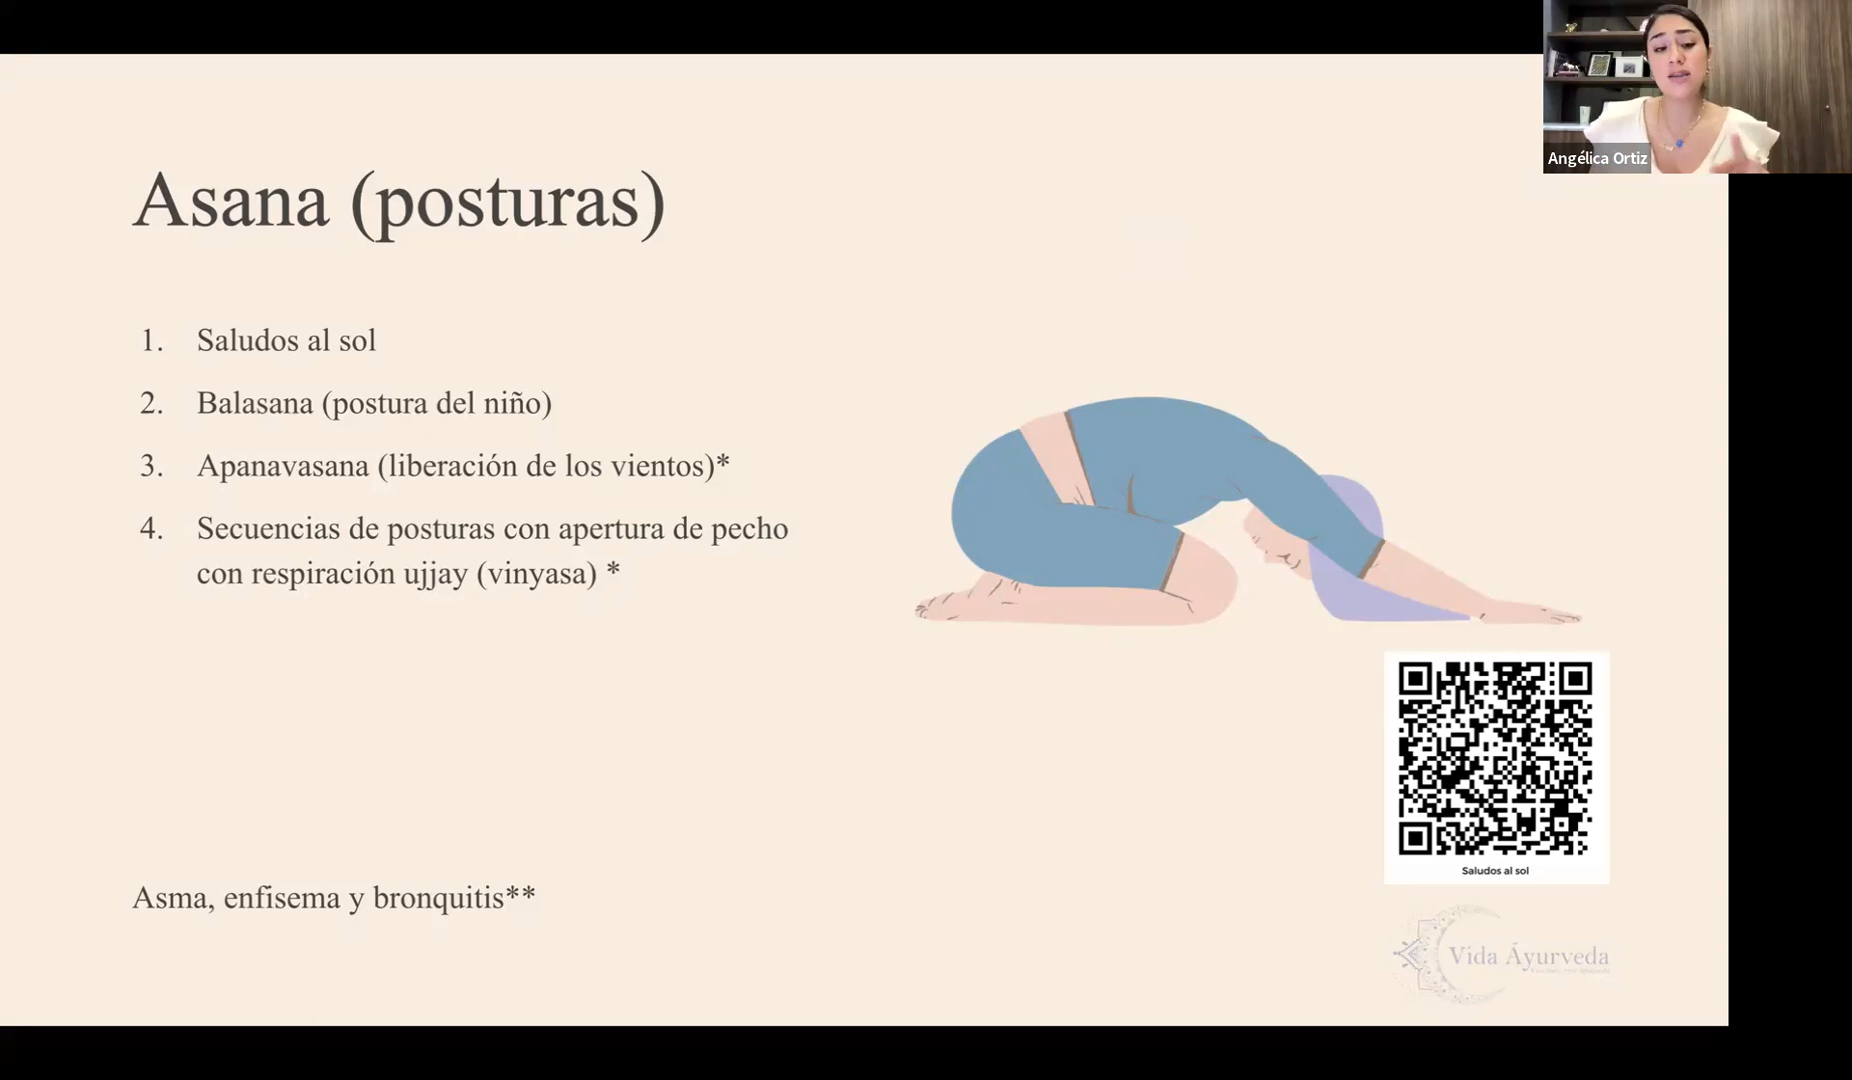 Angélica Ortiz
Asana (posturas)
1. Saludos al sol
2. Balasana (postura del niño)
3. Apanavasana (liberación de los vientos)*
4. Secuencias de posturas con apertura de pecho
con respiración ujjay (vinyasa) *
Saludos al sol
Asma, enfisema y bronquitis**
Vida Áyurveda